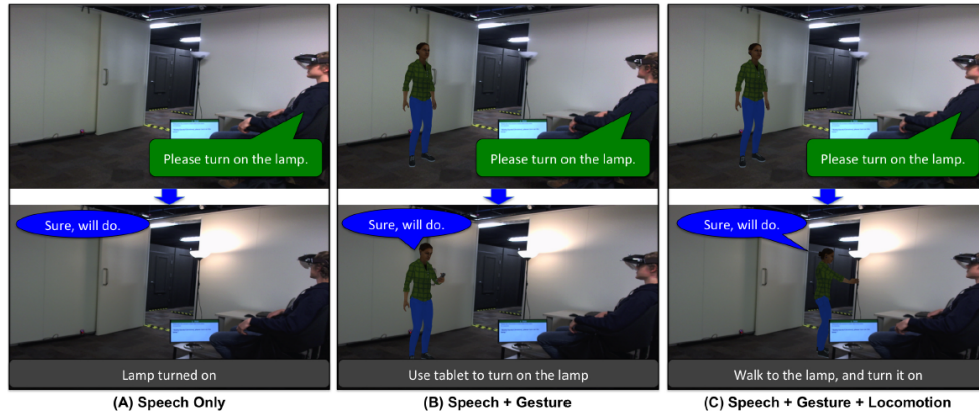 Please turn on the lamp.
Please turn on the lamp.
Please turn on the lamp.
Sure, will do.
Sure, will do.
Sure, will do.
Lamp turned on
Use tablet to turn on the lamp
Walk to the lamp, and turn it on
(A) Speech Only
(B) Speech + Gesture
(C) Speech + Gesture + Locomotion